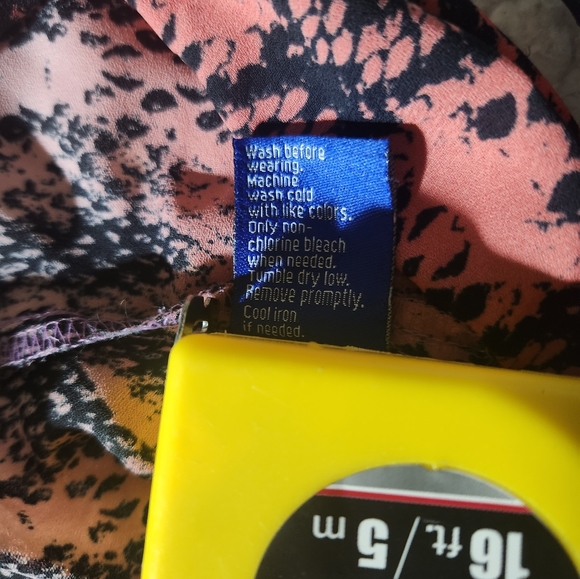 Wash before
wearing.
Machine
wash cold
with like colors.
Only non-
chlorine bleach
when needed.
Tumble dry low.
Remove promptly.
Cool iron
if needed.
16 ft./5 m